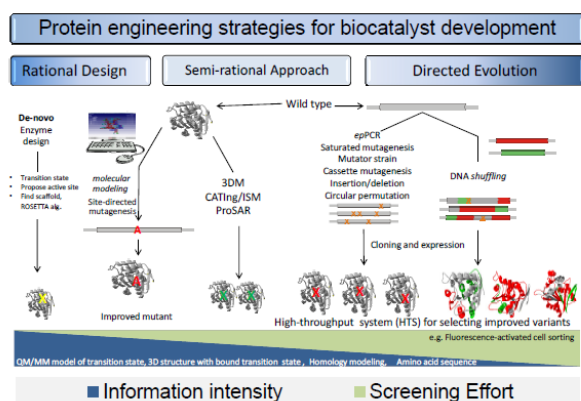 Protein engineering strategies for biocatalyst development
Rational Design
Semi-rational Approach
Directed Evolution
Wild type
De-novo
Enzyme
design
• Transition state
• Propose active site
• Find scaffold,
ROSETTA alg.
molecular
modeling
Site-directed
mutagenesis
A
A
Improved mutant
3DM
CATIng/ISM
ProSAR
epPCR
Saturated mutagenesis
Mutator strain
Cassette mutagenesis
Insertion/deletion
Circular permutation
DNA shuffling
Cloning and expression
X
X
X
X
X
X
High-throughput system (HTS) for selecting improved variants
e.g. Fluorescence-activated cell sorting
QM/MM model of transition state, 3D structure with bound transition state , Homology modeling, Amino acid sequence
Information intensity
Screening Effort